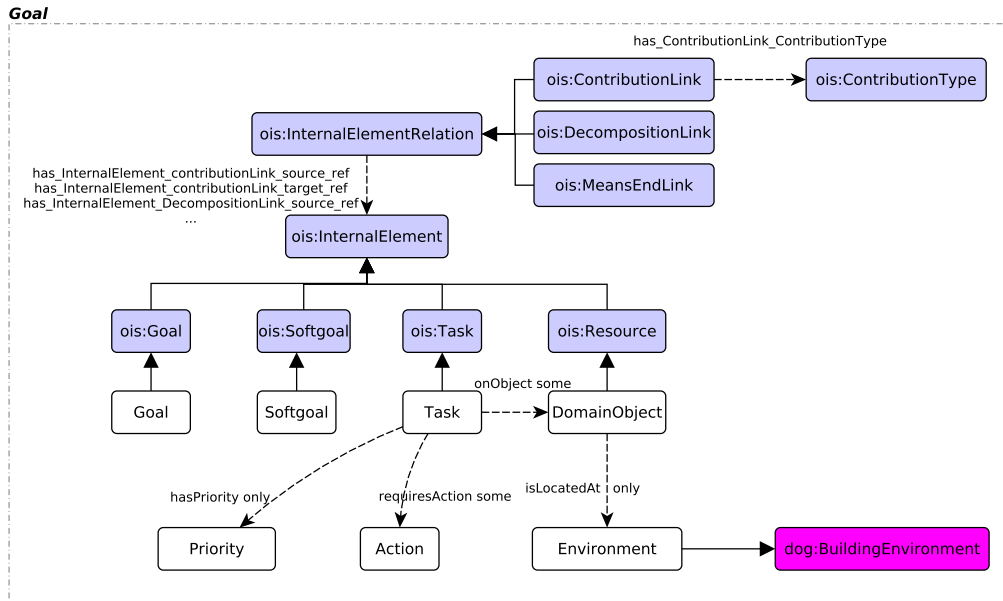 Goal
has_ContributionLink_ContributionType
ois:ContributionLink
ois:ContributionType
ois:InternalElementRelation
ois:DecompositionLink
ois:MeansEndLink
has_InternalElement_contributionLink_source_ref
has_InternalElement_contributionLink_target_ref
has_InternalElement_DecompositionLink_source_ref
...
ois:InternalElement
ois:Goal
ois:Softgoal
ois:Task
ois:Resource
onObject some
Goal
Softgoal
Task
DomainObject
hasPriority only
requiresAction some
isLocatedAt only
Priority
Action
Environment
dog:BuildingEnvironment